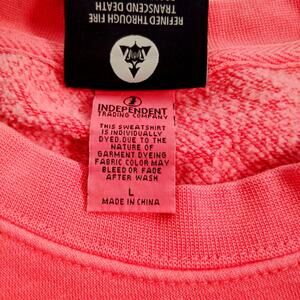 REFINED THROUGH FIRE
TRANSCEND DEATH
INDEPENDENT
TRADING COMPANY
THIS SWEATSHIRT
IS INDIVIDUALLY
DYED.DUE TO THE
NATURE OF
GARMENT DYEING
FABRIC COLOR MAY
BLEED OR FADE
AFTER WASH
L
MADE IN CHINA